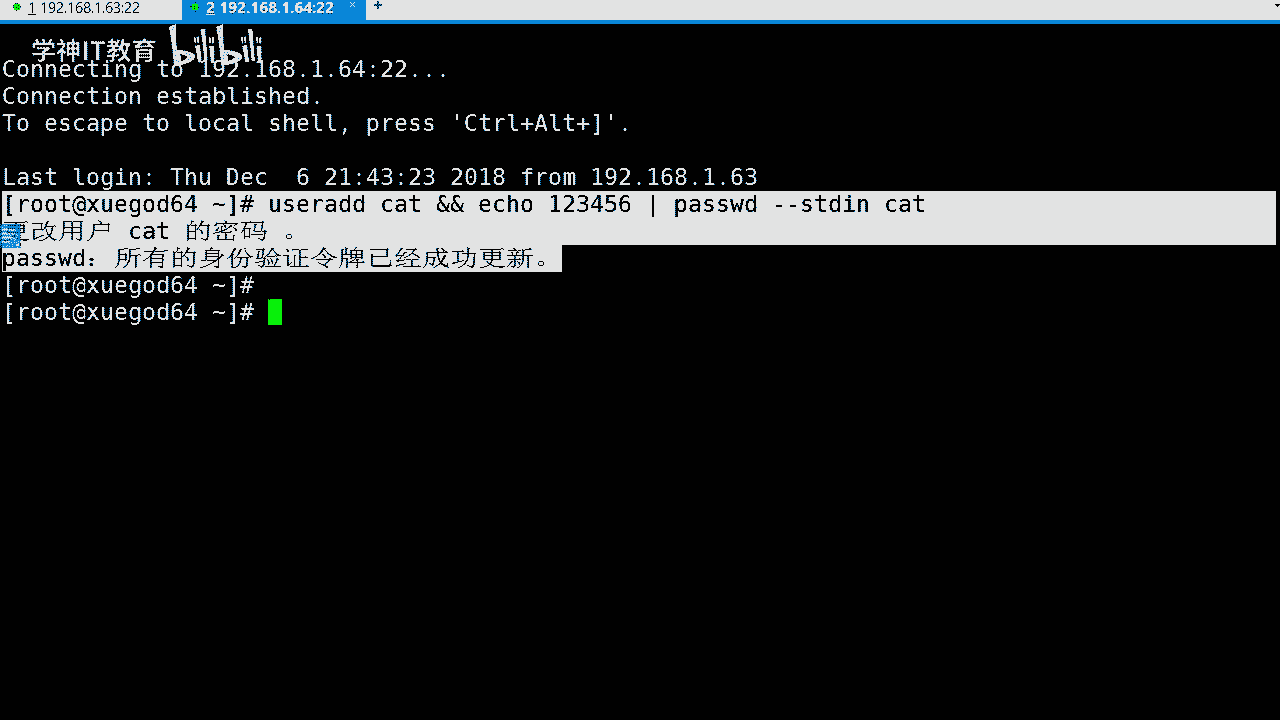 1 192.168.1.63:22
2 192.168.1.64:22 × +
学神IT教育 bilibili
Connecting to 192.168.1.64:22...
Connection established.
To escape to local shell, press 'Ctrl+Alt+]'.
Last login: Thu Dec  6 21:43:23 2018 from 192.168.1.63
[root@xuegod64 ~]# useradd cat && echo 123456 | passwd --stdin cat
更改用户 cat 的密码 。
passwd：所有的身份验证令牌已经成功更新。
[root@xuegod64 ~]#
[root@xuegod64 ~]#